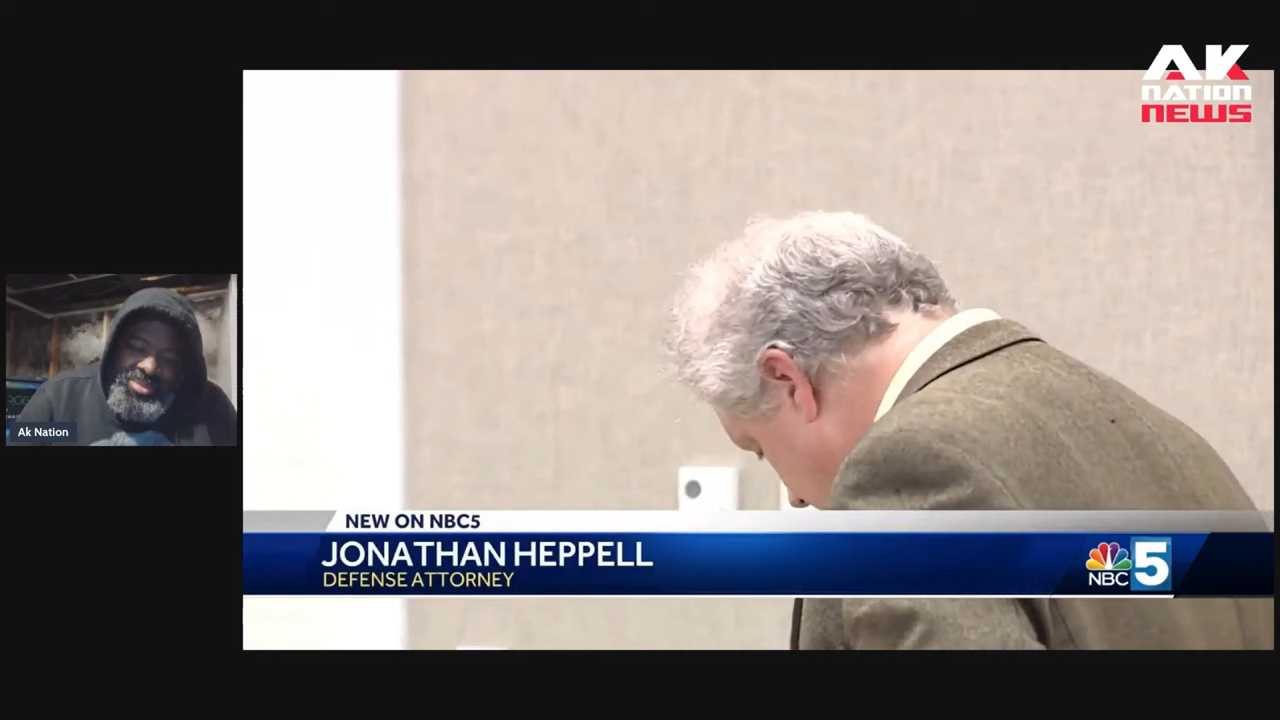 AK
NATION
NEWS
Ak Nation
NEW ON NBC5
JONATHAN HEPPELL
DEFENSE ATTORNEY
NBC 5